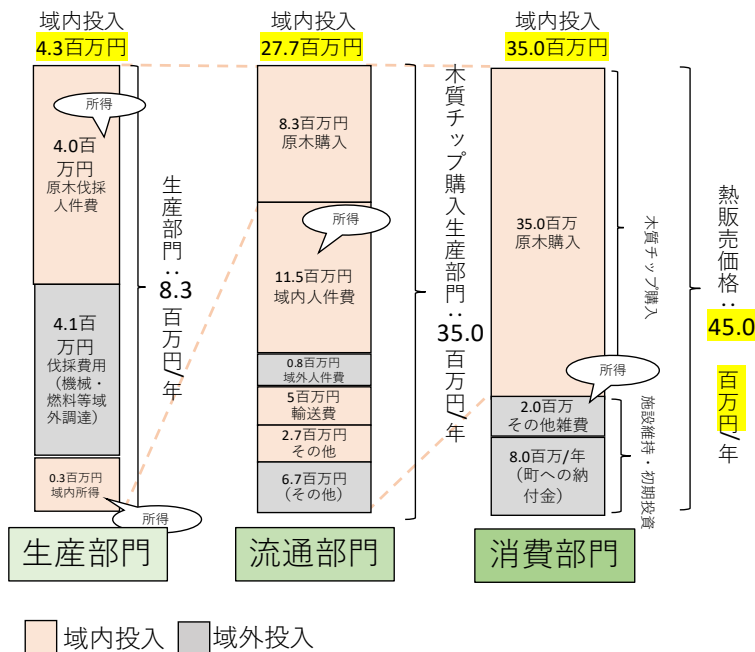 域内投入
4.3百万円
域内投入
27.7百万円
域内投入
35.0百万円
所得
4.0百
万円
原木伐採
人件費
4.1百
万円
伐採費用
(機械・
燃料等域
外調達)
0.3百万円
域内所得
所得
生産部門：8.3百万円/年
8.3百万円
原木購入
所得
11.5百万円
域内人件費
0.8百万円
域外人件費
5百万円
輸送費
2.7百万円
その他
6.7百万円
(その他)
木質チップ購入生産部門：35.0百万円/年
35.0百万
原木購入
所得
2.0百万
その他雑費
8.0百万/年
(町への納
付金)
木質チップ購入
施設維持・初期投資
熱販売価格：45.0百万円/年
生産部門
流通部門
消費部門
域内投入
域外投入